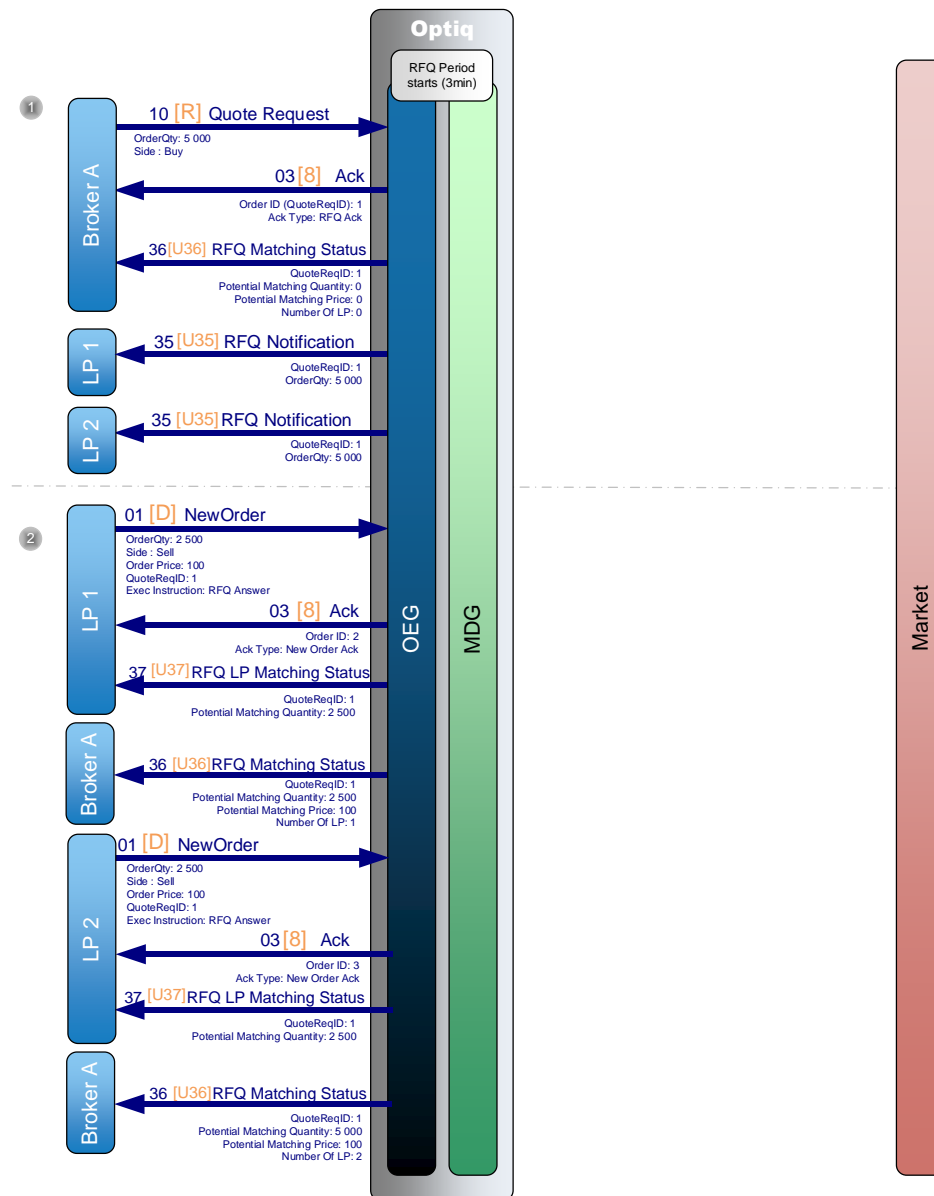 Optiq
RFQ Period
starts (3min)
1
10 [R] Quote Request
OrderQty: 5 000
Side : Buy
03 [8] Ack
Order ID (QuoteReqID): 1
Ack Type: RFQ Ack
36 [U36] RFQ Matching Status
QuoteReqID: 1
Potential Matching Quantity: 0
Potential Matching Price: 0
Number Of LP: 0
Broker A
35 [U35] RFQ Notification
QuoteReqID: 1
OrderQty: 5 000
LP 1
35 [U35] RFQ Notification
QuoteReqID: 1
OrderQty: 5 000
LP 2
2
01 [D] NewOrder
OrderQty: 2 500
Side : Sell
Order Price: 100
QuoteReqID: 1
Exec Instruction: RFQ Answer
03 [8] Ack
Order ID: 2
Ack Type: New Order Ack
37 [U37] RFQ LP Matching Status
QuoteReqID: 1
Potential Matching Quantity: 2 500
LP 1
OEG
MDG
Market
36 [U36] RFQ Matching Status
QuoteReqID: 1
Potential Matching Quantity: 2 500
Potential Matching Price: 100
Number Of LP: 1
Broker A
01 [D] NewOrder
OrderQty: 2 500
Side : Sell
Order Price: 100
QuoteReqID: 1
Exec Instruction: RFQ Answer
03 [8] Ack
Order ID: 3
Ack Type: New Order Ack
37 [U37] RFQ LP Matching Status
QuoteReqID: 1
Potential Matching Quantity: 2 500
LP 2
36 [U36] RFQ Matching Status
QuoteReqID: 1
Potential Matching Quantity: 5 000
Potential Matching Price: 100
Number Of LP: 2
Broker A